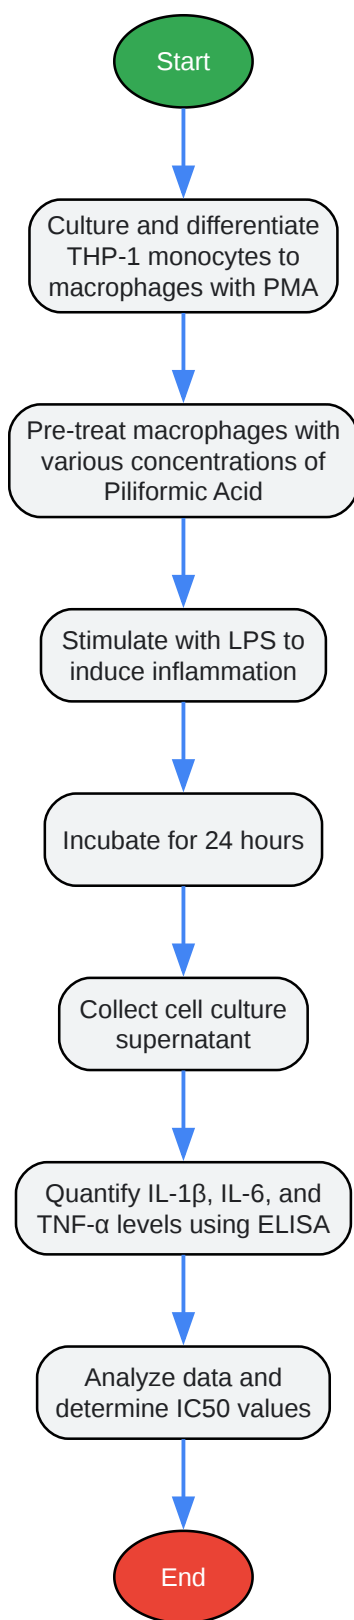 Start
Culture and differentiate
THP-1 monocytes to
macrophages with PMA
Pre-treat macrophages with
various concentrations of
Piliformic Acid
Stimulate with LPS to
induce inflammation
Incubate for 24 hours
Collect cell culture
supernatant
Quantify IL-1β, IL-6, and
TNF-α levels using ELISA
Analyze data and
determine IC50 values
End